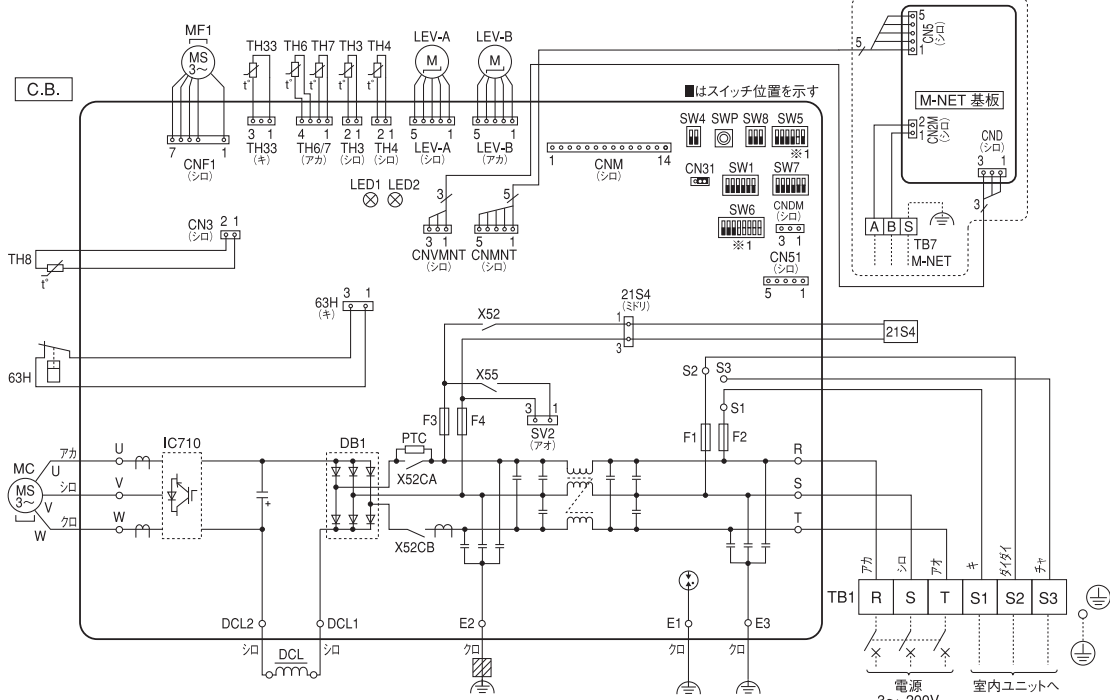 C.B.
MF1
MS
3～
7 1
CNF1
(シロ)
TH33
t°
3 1
TH33
(キ)
TH6 TH7
t°
4 1
TH6/7
(アカ)
TH3
t°
2 1
TH3
(シロ)
TH4
t°
2 1
TH4
(シロ)
LEV-A
M
5 1
LEV-A
(シロ)
LEV-B
M
5 1
LEV-B
(アカ)
■はスイッチ位置を示す
SW4 SWP SW8 SW5
※1
1 14
CNM
(シロ)
CN31 SW1 SW7
SW6
※1
CNDM
(シロ)
3 1
CN51
(シロ)
5 1
LED1 LED2
3
3 1
CNVMNT
(シロ)
5
5 1
CNMNT
(シロ)
5
5
1
CN5
(シロ)
M-NET 基板
2
1
CN2M
(シロ)
CND
(シロ)
3 1
3
A B S
TB7
M-NET
CN3
(シロ)
2 1
TH8
t°
63H
(キ)
3 1
63H
X52
21S4
(ミドリ)
1
3
21S4
X55
3 1
SV2
(アオ)
F3 F4
S2 S3
S1
F1 F2
MC
MS
3～
アカ
U
シロ
V
クロ
W
U
V
W
IC710
+
DB1
PTC
X52CA
X52CB
R
S
T
DCL2 DCL1
シロ シロ
DCL
E2
クロ
E1
クロ
E3
クロ
アカ シロ アオ キ ダイダイ チャ
TB1 R S T S1 S2 S3
電源
3～ 200V
室内ユニットへ